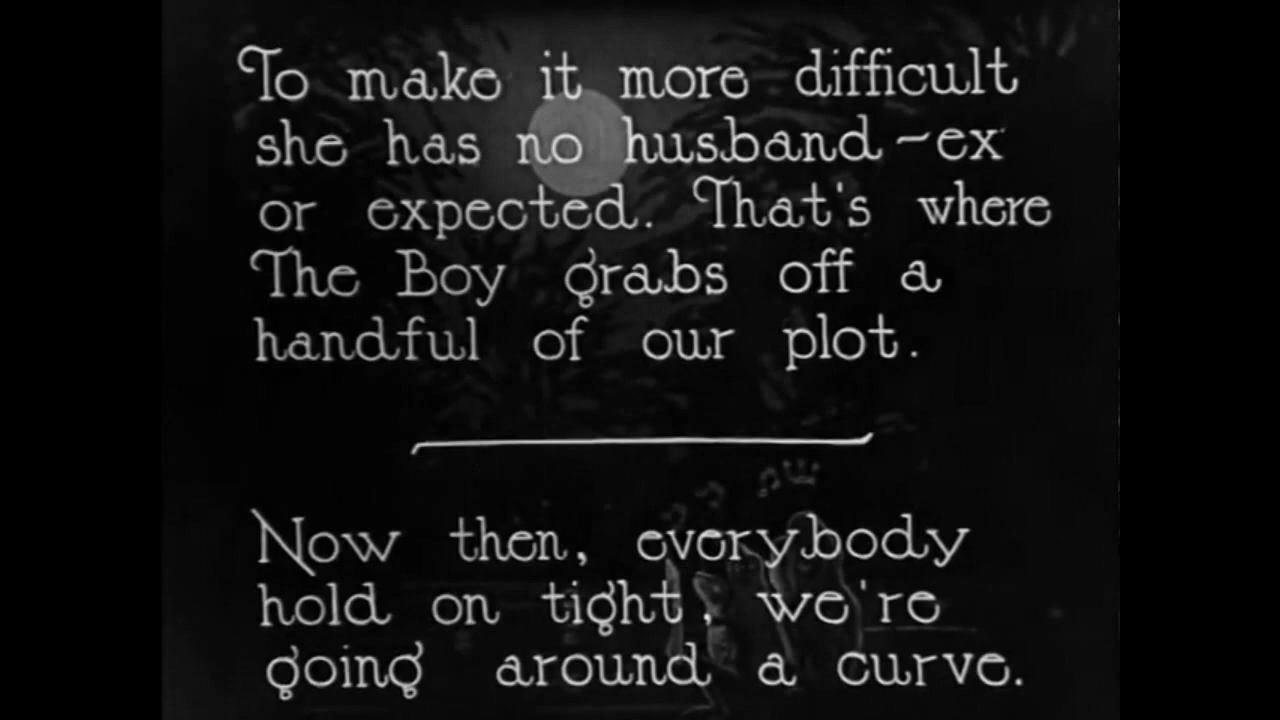 To make it more difficult
she has no husband - ex
or expected. That's where
The Boy grabs off a
handful of our plot.
Now then, everybody
hold on tight, we're
going around a curve.